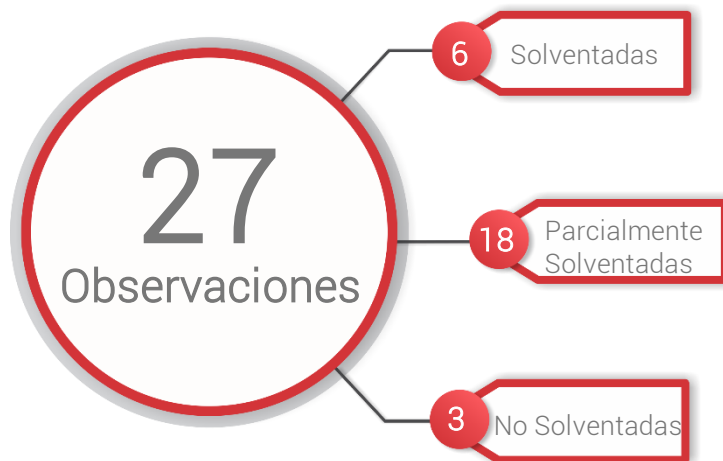 27
Observaciones
6
Solventadas
18
Parcialmente
Solventadas
3
No Solventadas